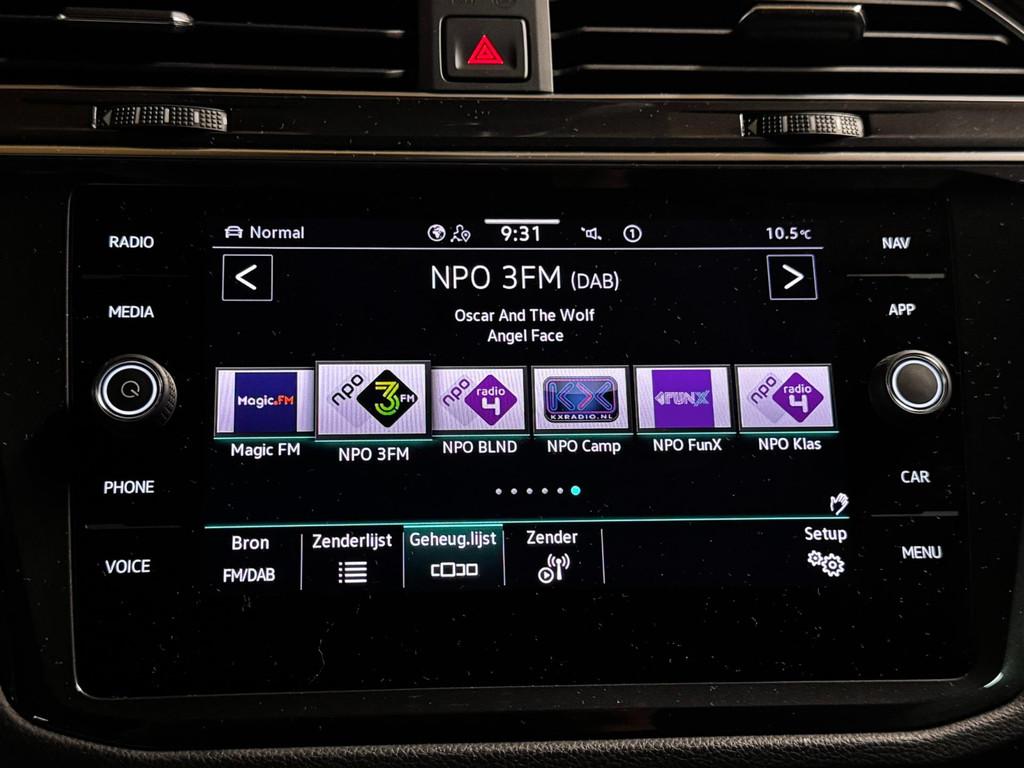 RADIO
MEDIA
PHONE
VOICE
Normal
9:31
1
10.5°C
<
NPO 3FM (DAB)
>
Oscar And The Wolf
Angel Face
Magic.FM
npo 3FM
npo radio 4
KX
KXRADIO.NL
FUNX
npo radio 4
Magic FM
NPO 3FM
NPO BLND
NPO Camp
NPO FunX
NPO Klas
Bron
FM/DAB
Zenderlijst
Geheug.lijst
Zender
Setup
NAV
APP
CAR
MENU